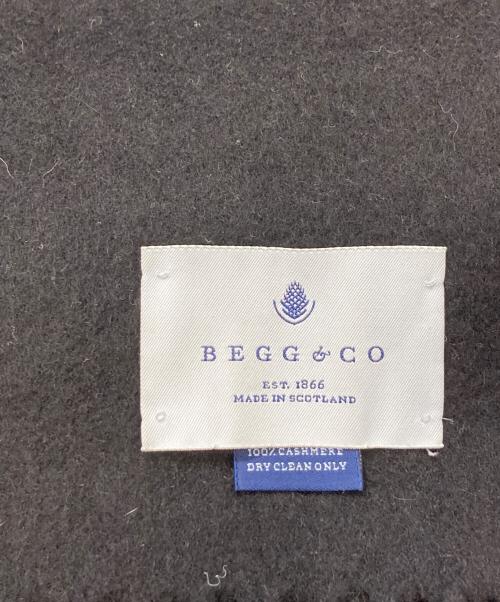 BEGG & CO
EST. 1866
MADE IN SCOTLAND
100% CASHMERE
DRY CLEAN ONLY